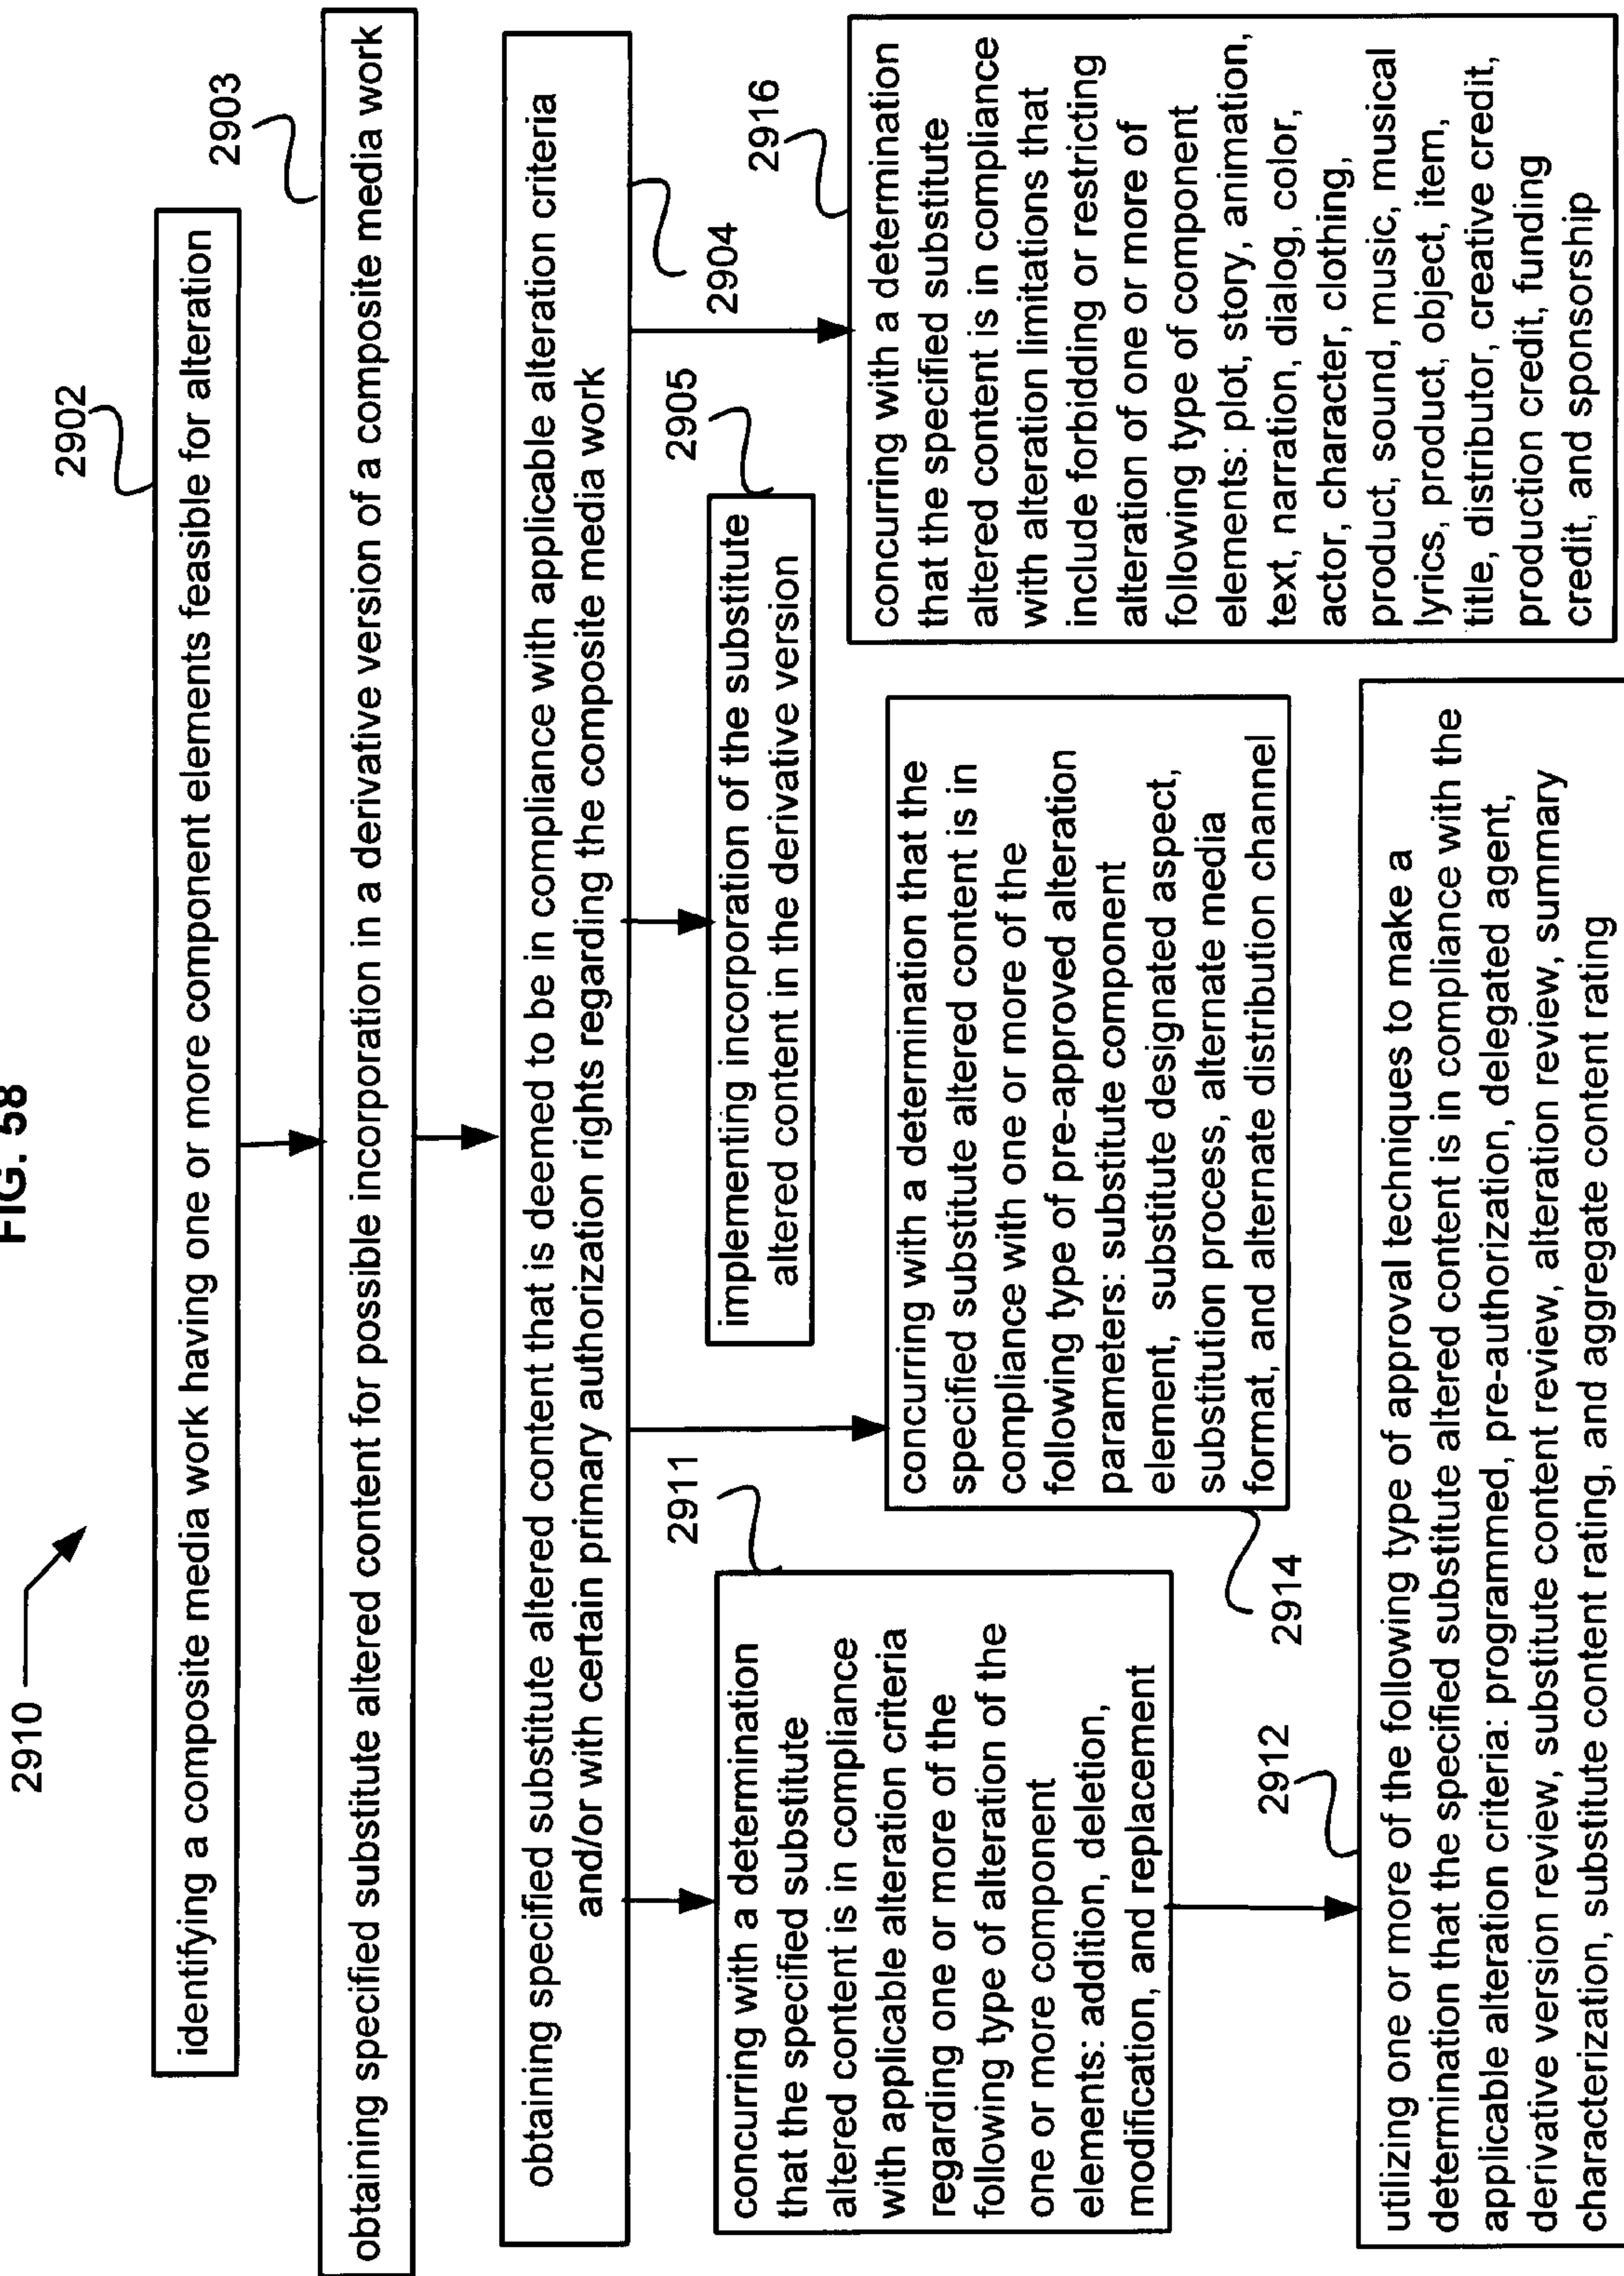 FIG. 58
2910
2902
identifying a composite media work having one or more component elements feasible for alteration
2903
obtaining specified substitute altered content for possible incorporation in a derivative version of a composite media work
obtaining specified substitute altered content that is deemed to be in compliance with applicable alteration criteria
and/or with certain primary authorization rights regarding the composite media work
2904
2911
concurring with a determination
that the specified substitute
altered content is in compliance
with applicable alteration criteria
regarding one or more of the
following type of alteration of the
one or more component
elements: addition, deletion,
modification, and replacement
2905
implementing incorporation of the substitute
altered content in the derivative version
concurring with a determination that the
specified substitute altered content is in
compliance with one or more of the
following type of pre-approved alteration
parameters: substitute component
element, substitute designated aspect,
substitution process, alternate media
format, and alternate distribution channel
2914
2916
concurring with a determination
that the specified substitute
altered content is in compliance
with alteration limitations that
include forbidding or restricting
alteration of one or more of
following type of component
elements: plot, story, animation,
text, narration, dialog, color,
actor, character, clothing,
product, sound, music, musical
lyrics, product, object, item,
title, distributor, creative credit,
production credit, funding
credit, and sponsorship
2912
utilizing one or more of the following type of approval techniques to make a
determination that the specified substitute altered content is in compliance with the
applicable alteration criteria: programmed, pre-authorization, delegated agent,
derivative version review, substitute content review, alteration review, summary
characterization, substitute content rating, and aggregate content rating